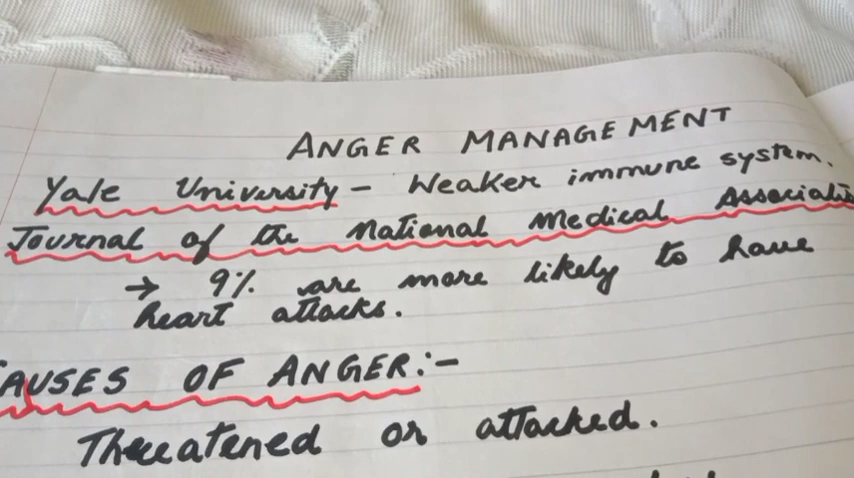 ANGER MANAGEMENT
Yale University – Weaker immune system.
Journal of the National Medical Associati
→ 9% are more likely to have
heart attacks.
AUSES OF ANGER:-
Threatened or attacked.